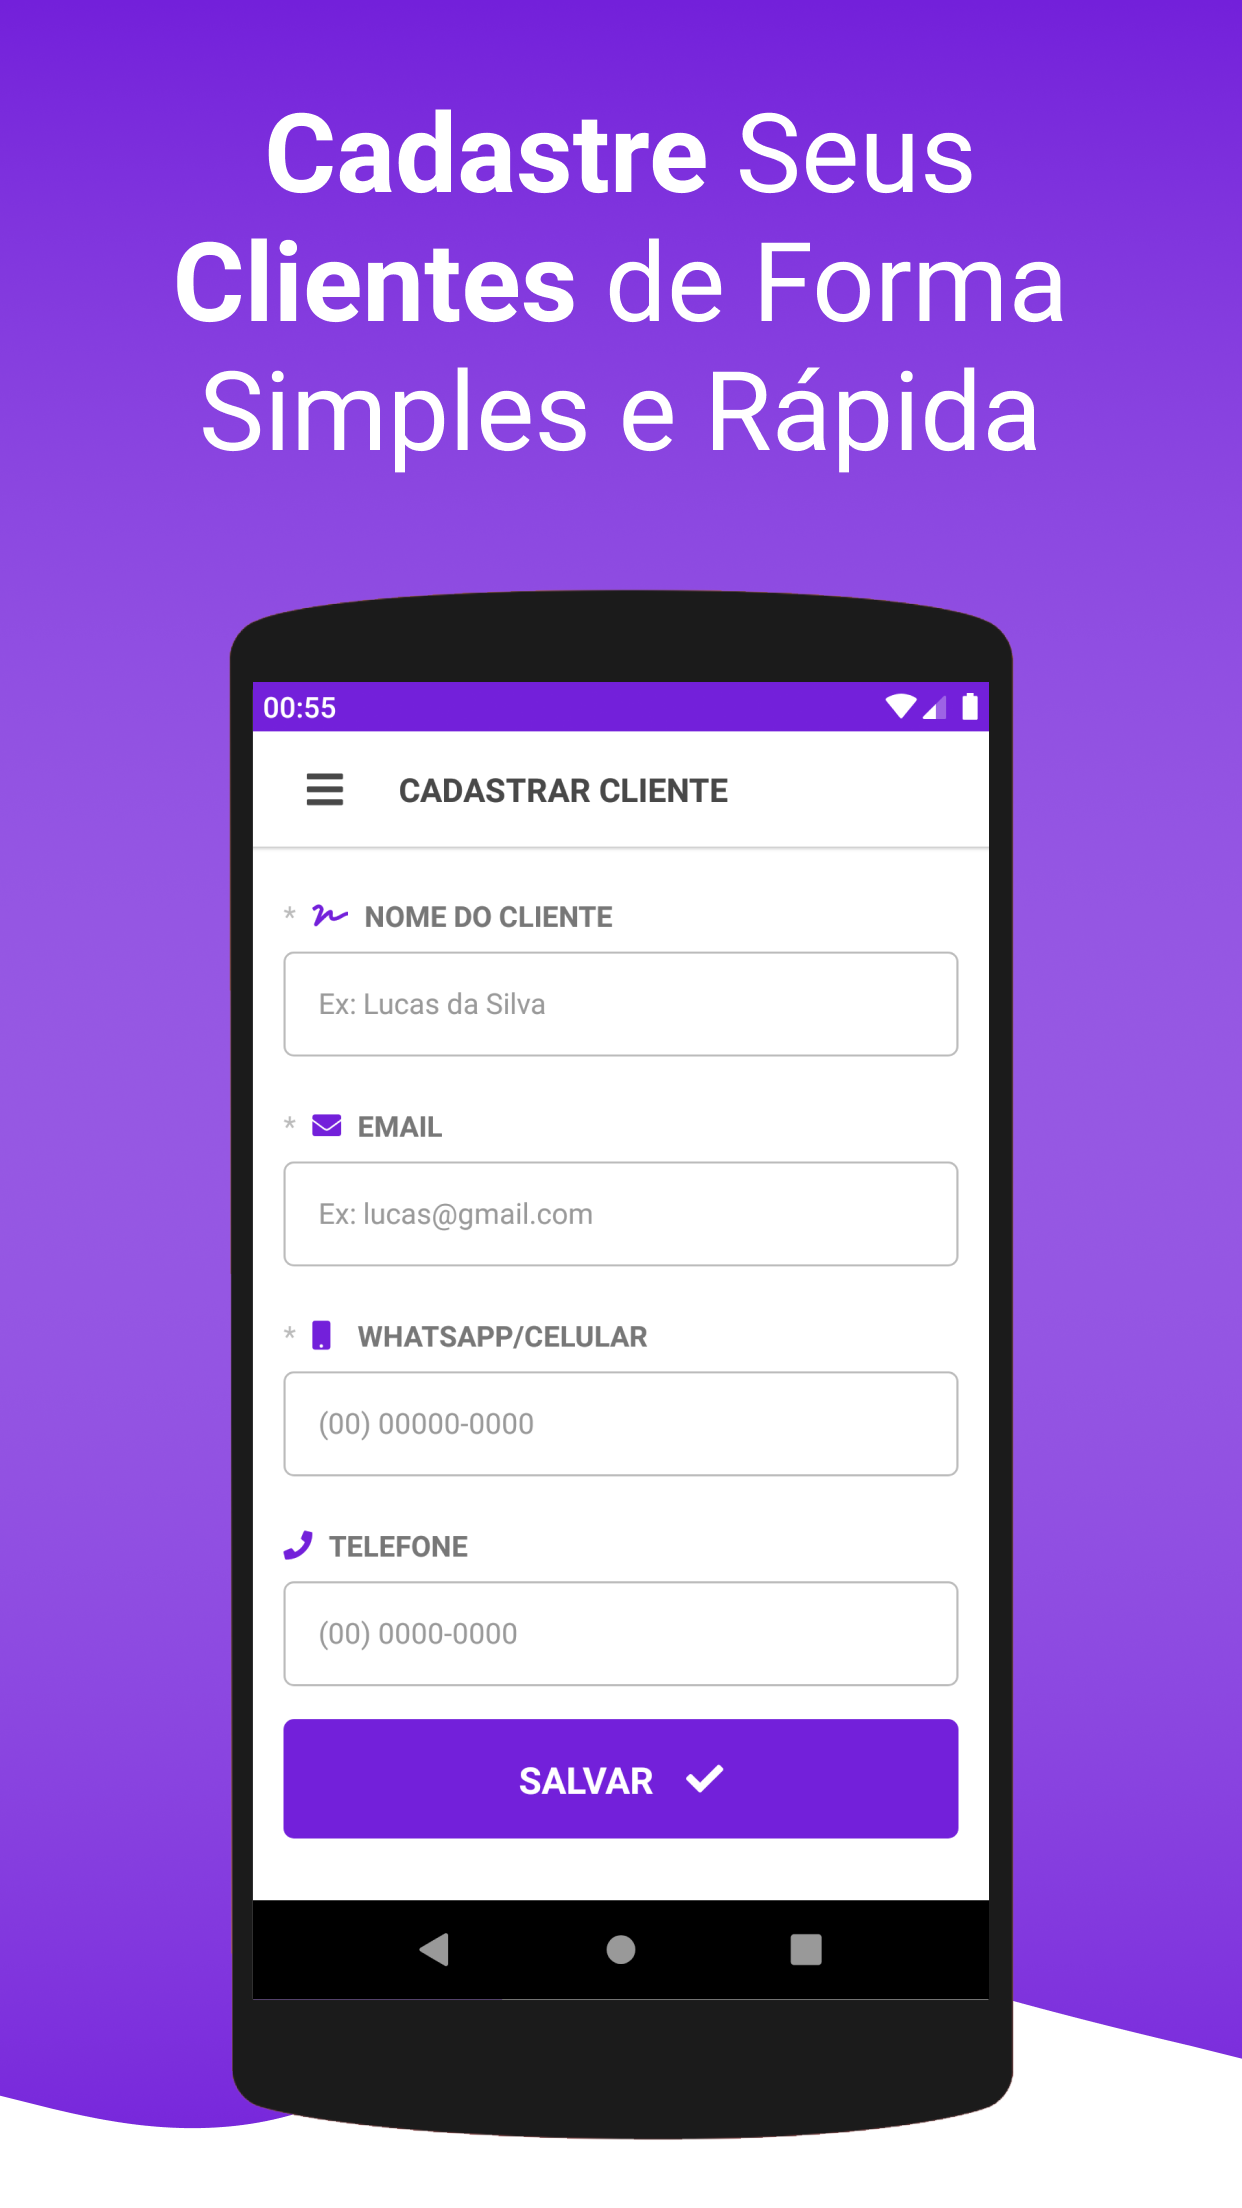 Cadastre Seus
Clientes de Forma
Simples e Rápida
00:55
CADASTRAR CLIENTE
* NOME DO CLIENTE
Ex: Lucas da Silva
* EMAIL
Ex: lucas@gmail.com
* WHATSAPP/CELULAR
(00) 00000-0000
TELEFONE
(00) 0000-0000
SALVAR